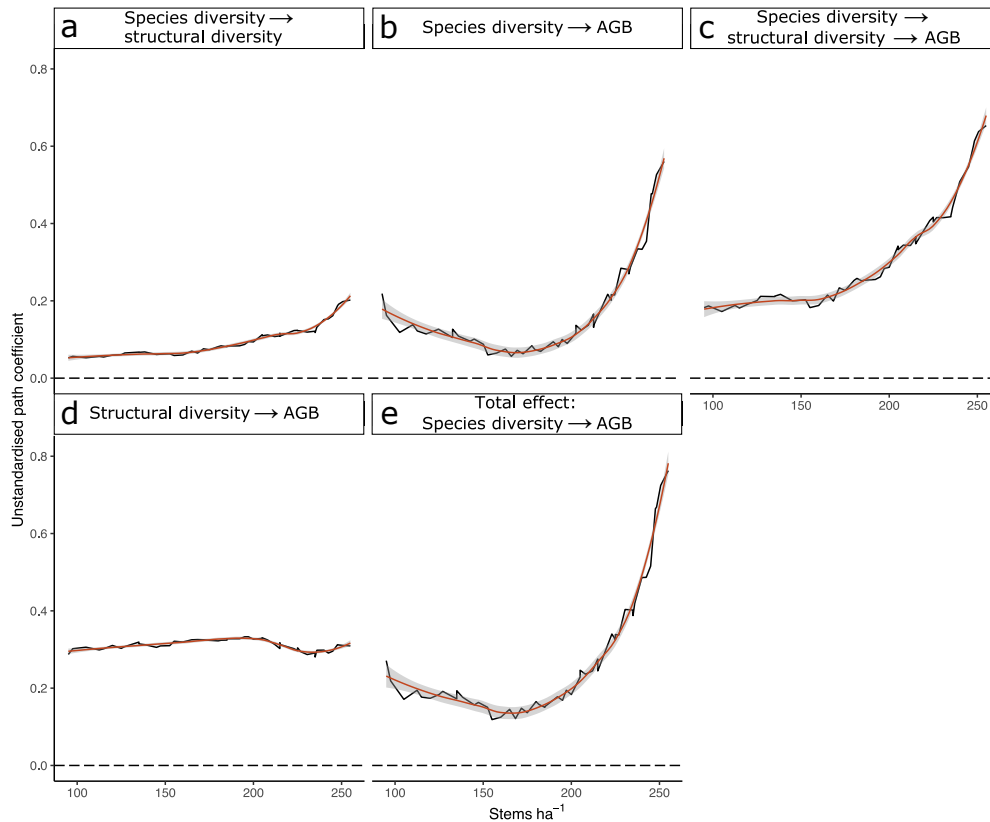 a
Species diversity →
structural diversity
b
Species diversity → AGB
c
Species diversity →
structural diversity → AGB
0.8
0.6
0.4
0.2
0.0
100
150
200
250
d
Structural diversity → AGB
e
Total effect:
Species diversity → AGB
0.8
0.6
0.4
0.2
0.0
100
150
200
250
100
150
200
250
Unstandardised path coefficient
Stems ha⁻¹